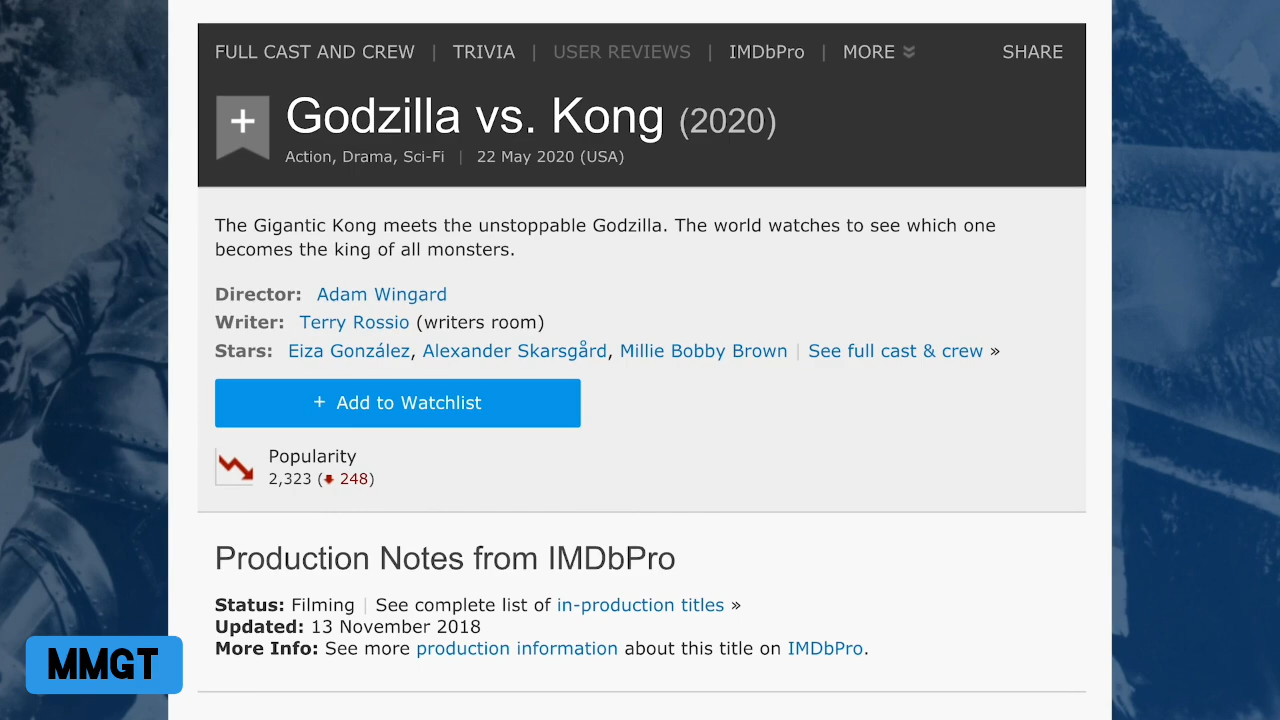 FULL CAST AND CREW | TRIVIA | USER REVIEWS | IMDbPro | MORE SHARE
+ Godzilla vs. Kong (2020)
Action, Drama, Sci-Fi | 22 May 2020 (USA)
The Gigantic Kong meets the unstoppable Godzilla. The world watches to see which one
becomes the king of all monsters.
Director: Adam Wingard
Writer: Terry Rossio (writers room)
Stars: Eiza González, Alexander Skarsgård, Millie Bobby Brown | See full cast & crew »
+ Add to Watchlist
Popularity
2,323 (248)
Production Notes from IMDbPro
Status: Filming | See complete list of in-production titles »
Updated: 13 November 2018
More Info: See more production information about this title on IMDbPro.
MMGT